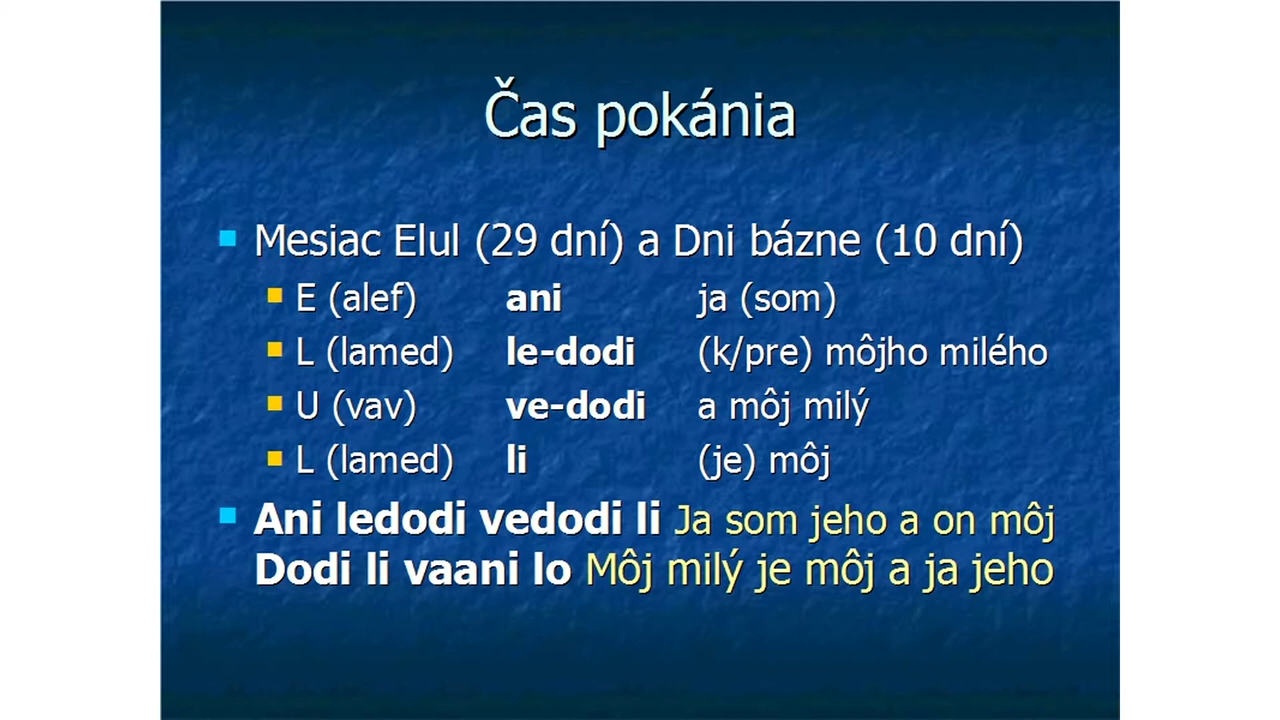 Čas pokánia
Mesiac Elul (29 dní) a Dni bázne (10 dní)
E (alef) ani ja (som)
L (lamed) le-dodi (k/pre) môjho milého
U (vav) ve-dodi a môj milý
L (lamed) li (je) môj
Ani ledodi vedodi li Ja som jeho a on môj
Dodi li vaani lo Môj milý je môj a ja jeho